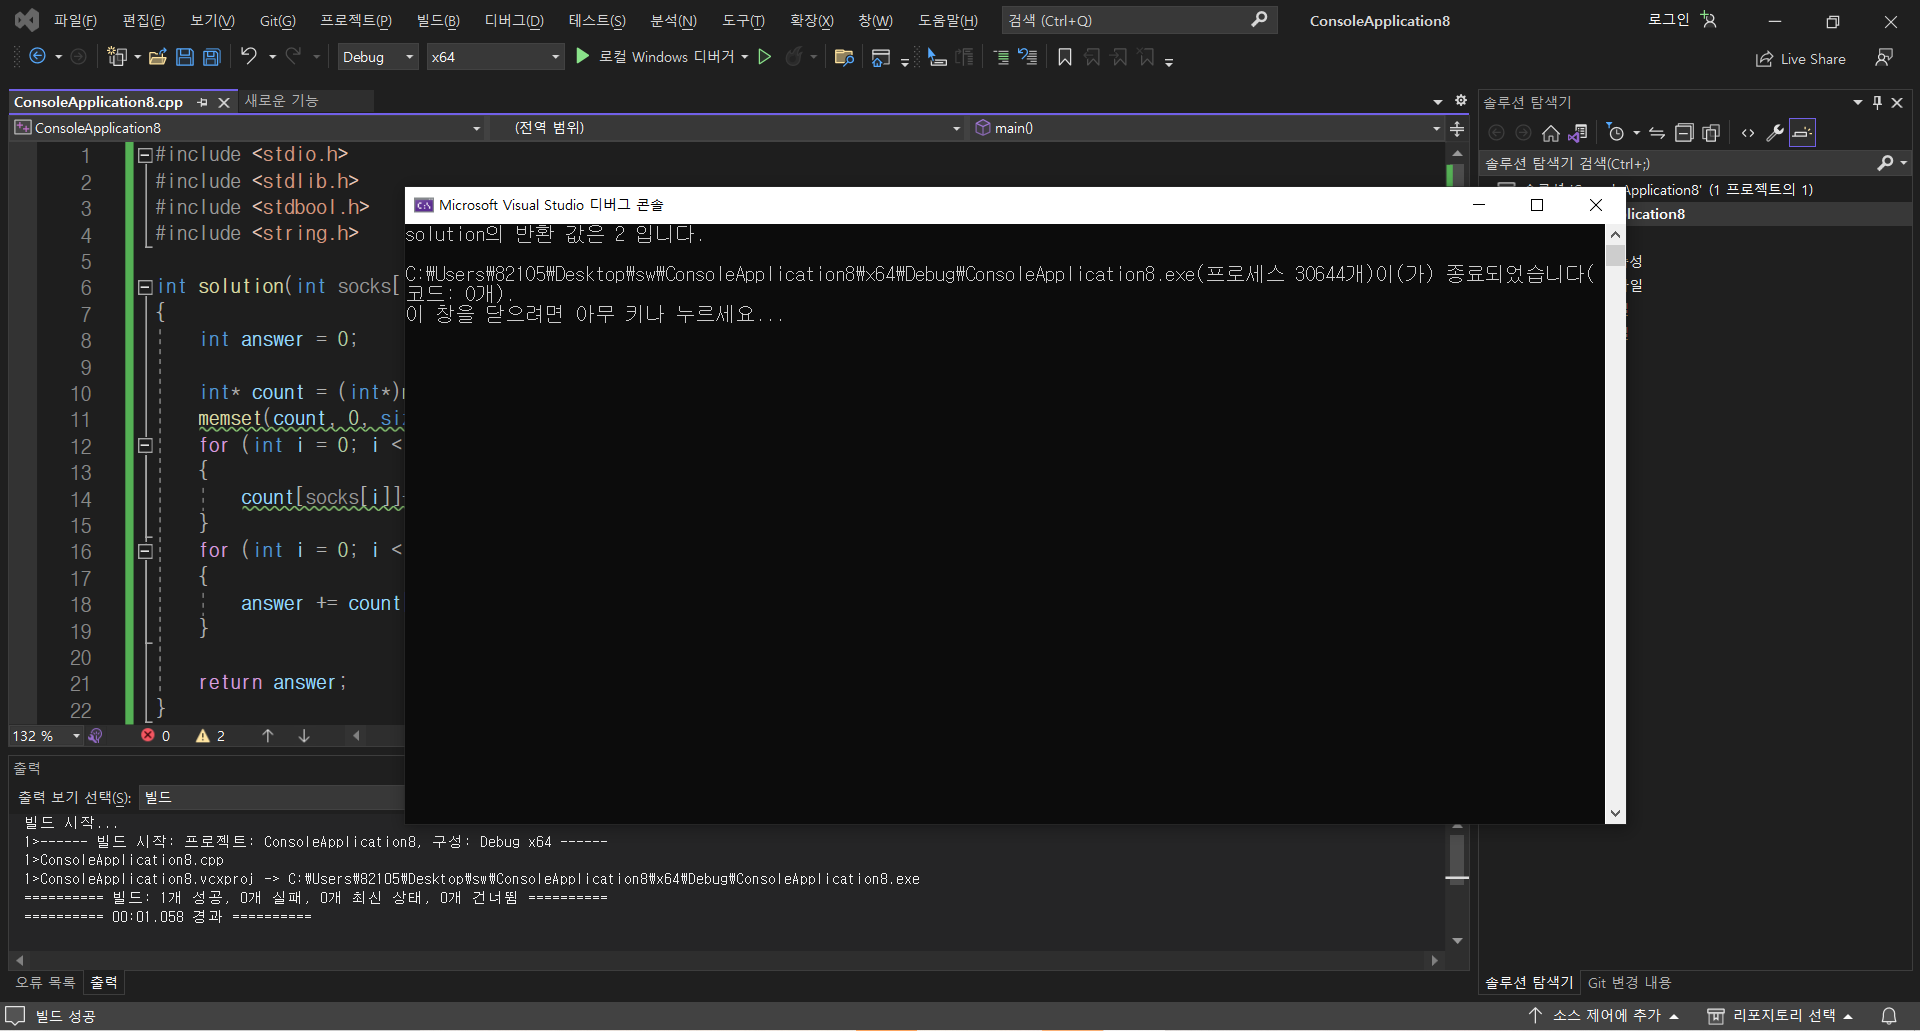 파일(F) 편집(E) 보기(V) Git(G) 프로젝트(P) 빌드(B) 디버그(D) 테스트(S) 분석(N) 도구(T) 확장(X) 창(W) 도움말(H) 검색 (Ctrl+Q) ConsoleApplication8 로그인
Debug x64 로컬 Windows 디버거 Live Share
ConsoleApplication8.cpp 새로운 기능
ConsoleApplication8 (전역 범위) main()
1 #include <stdio.h>
2 #include <stdlib.h>
3 #include <stdbool.h>
4 #include <string.h>
5
6 int solution(int socks[
7 {
8 int answer = 0;
9
10 int* count = (int*)
11 memset(count, 0, si
12 for (int i = 0; i <
13 {
14 count[socks[i]]
15 }
16 for (int i = 0; i <
17 {
18 answer += count
19 }
20
21 return answer;
22 }
132 % 0 2
Microsoft Visual Studio 디버그 콘솔
solution의 반환 값은 2 입니다.
C:\Users\82105\Desktop\sw\ConsoleApplication8\x64\Debug\ConsoleApplication8.exe(프로세스 30644개)이(가) 종료되었습니다(
코드: 0개).
이 창을 닫으려면 아무 키나 누르세요...
솔루션 탐색기
솔루션 탐색기 검색(Ctrl+;)
Application8' (1 프로젝트의 1)
lication8
성
일
출력
출력 보기 선택(S): 빌드
빌드 시작...
1>------ 빌드 시작: 프로젝트: ConsoleApplication8, 구성: Debug x64 ------
1>ConsoleApplication8.cpp
1>ConsoleApplication8.vcxproj -> C:\Users\82105\Desktop\sw\ConsoleApplication8\x64\Debug\ConsoleApplication8.exe
========== 빌드: 1개 성공, 0개 실패, 0개 최신 상태, 0개 건너뜀 ==========
========== 00:01.058 경과 ==========
오류 목록 출력
솔루션 탐색기 Git 변경 내용
빌드 성공 소스 제어에 추가 리포지토리 선택